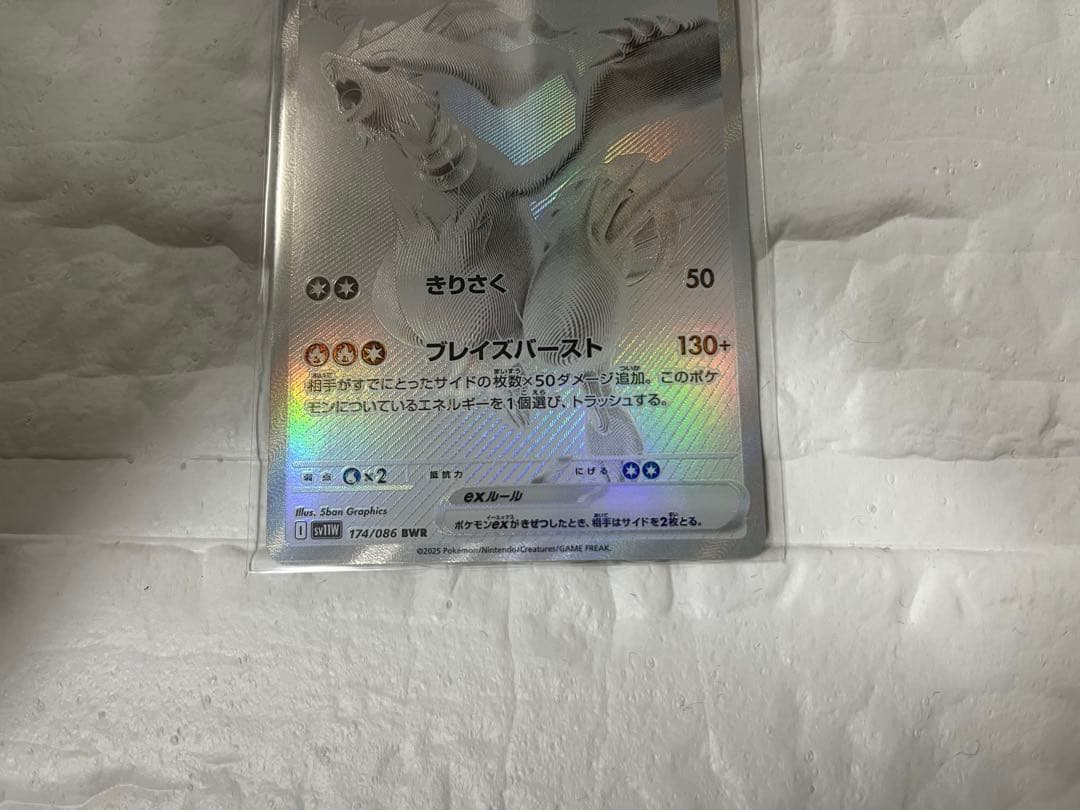 きりさく 50
ブレイズバースト 130+
相手がすでにとったサイドの枚数×50ダメージ追加。このポケ
モンについているエネルギーを1個選び、トラッシュする。
弱点 ×2 抵抗力 にげる
exルール
ポケモンexがきぜつしたとき、相手はサイドを2枚とる。
Illus. 5ban Graphics
I sv11W 174/086 BWR
©2025 Pokémon/Nintendo/Creatures/GAME FREAK.